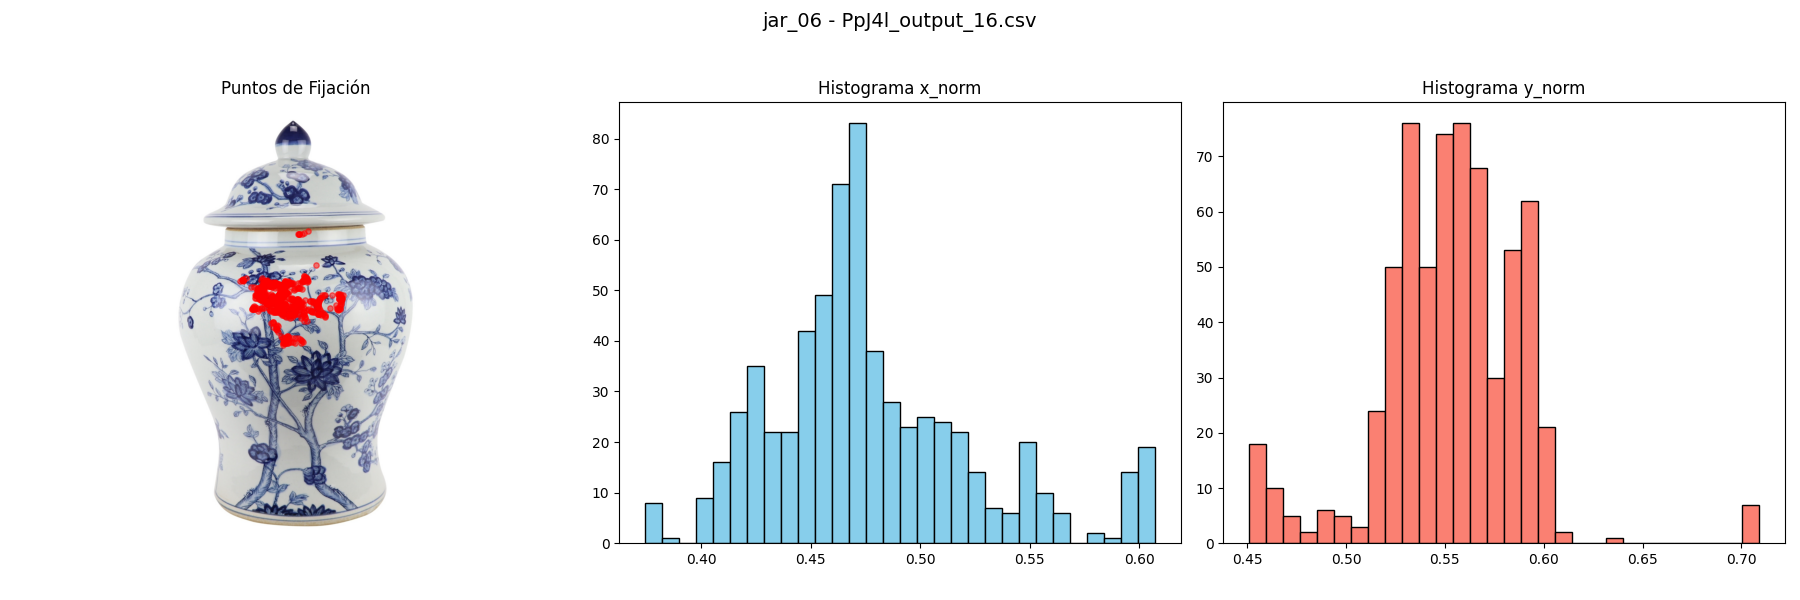 jar_06 - PpJ4l_output_16.csv
Puntos de Fijación
Histograma x_norm
80
70
60
50
40
30
20
10
0
0.40 0.45 0.50 0.55 0.60
Histograma y_norm
70
60
50
40
30
20
10
0
0.45 0.50 0.55 0.60 0.65 0.70